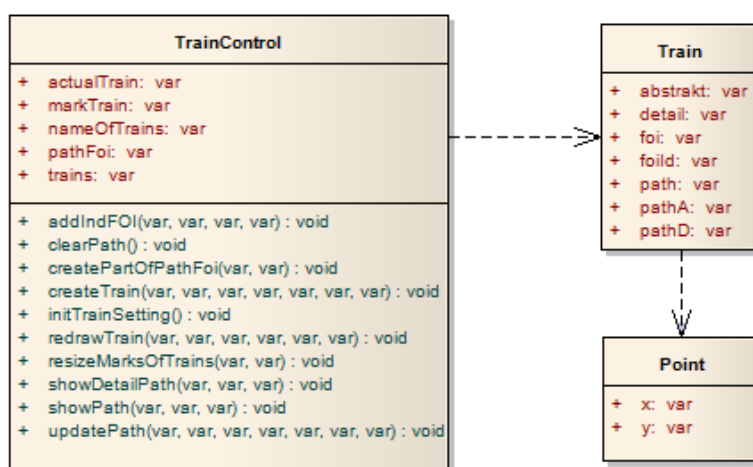 TrainControl
+ actualTrain: var
+ markTrain: var
+ nameOfTrains: var
+ pathFoi: var
+ trains: var
+ addIndFOI(var, var, var, var) : void
+ clearPath() : void
+ createPartOfPathFoi(var, var) : void
+ createTrain(var, var, var, var, var, var, var) : void
+ initTrainSetting() : void
+ redrawTrain(var, var, var, var, var, var) : void
+ resizeMarksOfTrains(var, var) : void
+ showDetailPath(var, var, var) : void
+ showPath(var, var, var) : void
+ updatePath(var, var, var, var, var, var, var) : void
Train
+ abstrakt: var
+ detail: var
+ foi: var
+ foiId: var
+ path: var
+ pathA: var
+ pathD: var
Point
+ x: var
+ y: var